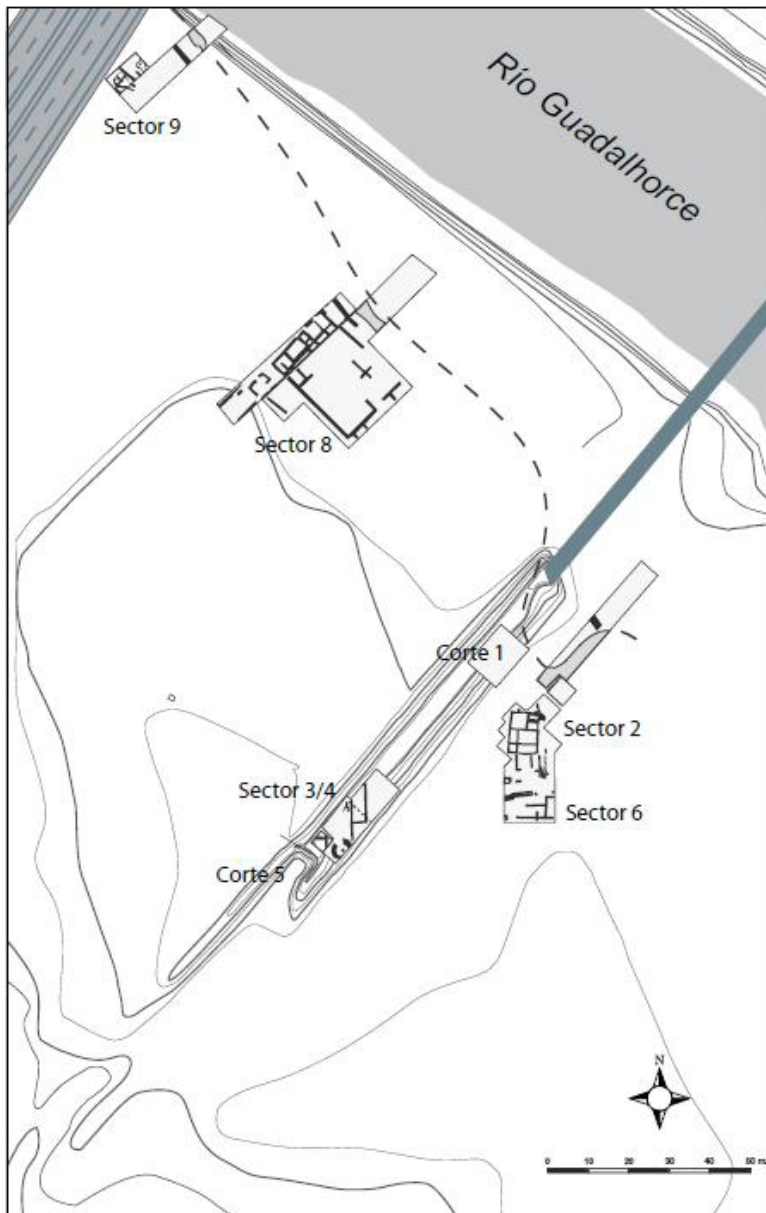 Río Guadalhorce
Sector 9
Sector 8
Corte 1
Sector 2
Sector 3/4
Sector 6
Corte 5
N
0 10 20 30 40 50 m.